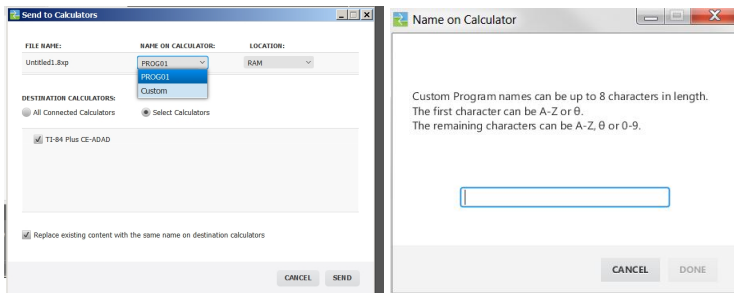 Send to Calculators
FILE NAME: NAME ON CALCULATOR: LOCATION:
Untitled1.8xp PROG01 RAM
PROG01
Custom
DESTINATION CALCULATORS:
All Connected Calculators Select Calculators
TI-84 Plus CE-ADAD
Replace existing content with the same name on destination calculators
CANCEL SEND
Name on Calculator
Custom Program names can be up to 8 characters in length.
The first character can be A-Z or θ.
The remaining characters can be A-Z, θ or 0-9.
CANCEL DONE